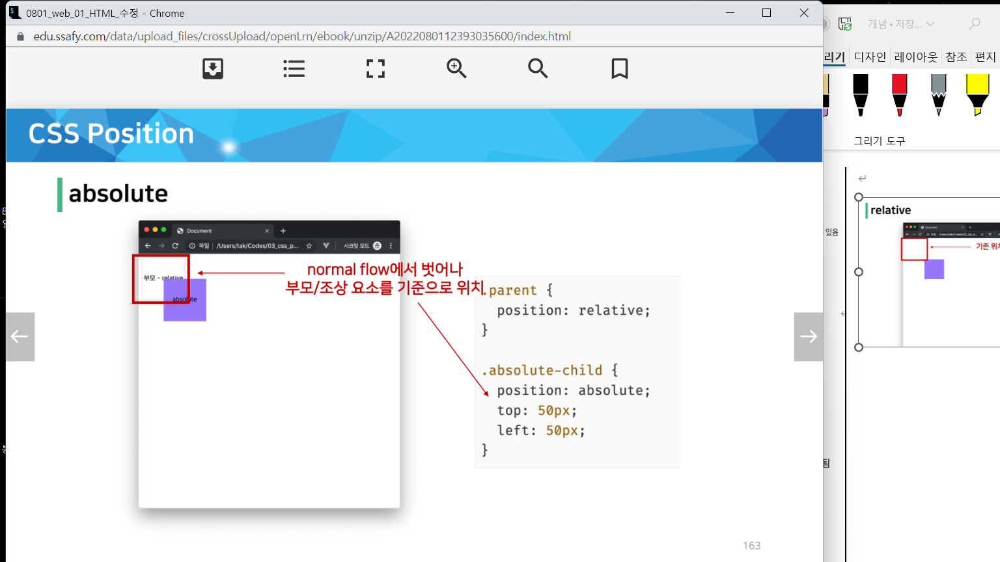 0801_web_01_HTML_수정 - Chrome
edu.ssafy.com/data/upload_files/crossUpload/openLrn/ebook/unzip/A2022080112393035600/index.html
CSS Position
absolute
Document
파일 | /Users/tak/Codes/03_css_p...
시크릿 모드
부모 - relative
absolute
normal flow에서 벗어나
부모/조상 요소를 기준으로 위치
.parent {
position: relative;
}
.absolute-child {
position: absolute;
top: 50px;
left: 50px;
}
163
개념 • 저장...
리기
디자인
레이아웃
참조
편지
그리기 도구
relative
Document
기존 위치
있음
됨